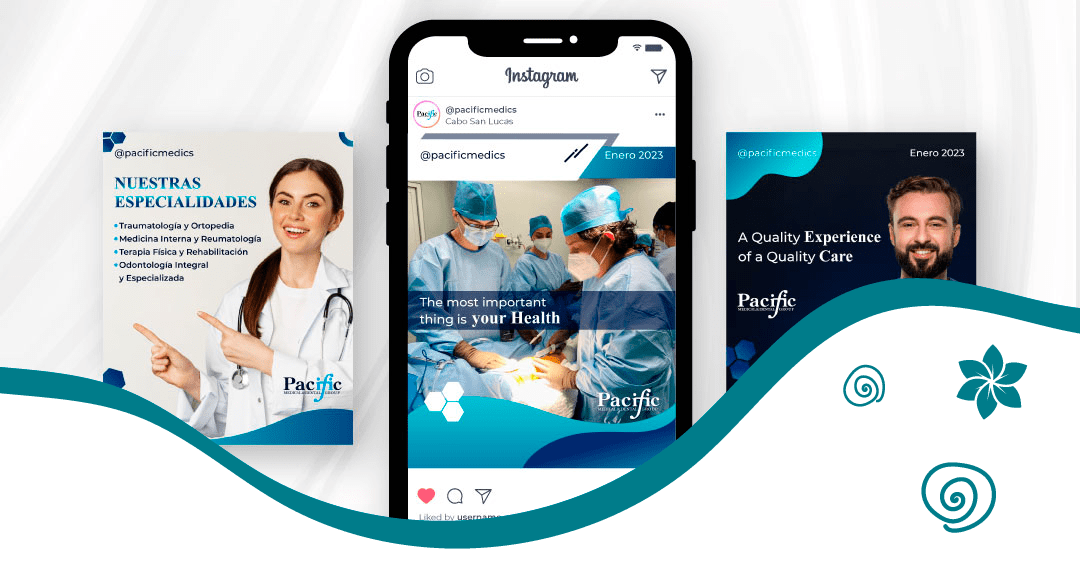 @pacificmedics
NUESTRAS
ESPECIALIDADES
•Traumatología y Ortopedia
•Medicina Interna y Reumatología
•Terapia Física y Rehabilitación
•Odontología Integral
y Especializada
Pacific
MEDICAL & DENTAL GROUP
Instagram
Pacific
@pacificmedics
Cabo San Lucas
@pacificmedics
Enero 2023
The most important
thing is your Health
Pacific
MEDICAL & DENTAL GROUP
Liked by username
@pacificmedics
Enero 2023
A Quality Experience
of a Quality Care
Pacific
MEDICAL & DENTAL GROUP